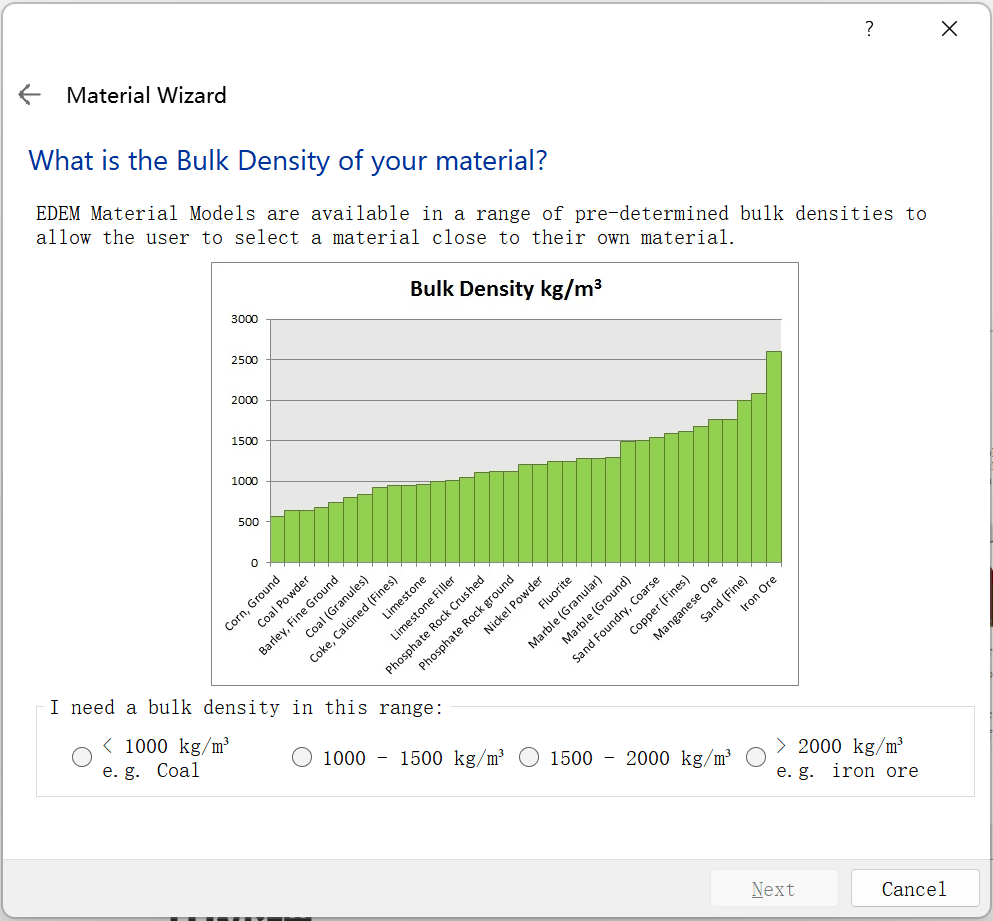 ?
Material Wizard
What is the Bulk Density of your material?
EDEM Material Models are available in a range of pre-determined bulk densities to
allow the user to select a material close to their own material.
Bulk Density kg/m³
3000
2500
2000
1500
1000
500
0
Corn, Ground
Coal Powder
Barley, Fine Ground
Coal (Granules)
Coke, Calcined (Fines)
Limestone
Limestone Filler
Phosphate Rock Crushed
Phosphate Rock ground
Nickel Powder
Fluorite
Marble (Granular)
Marble (Ground)
Sand Foundry, Coarse
Copper (Fines)
Manganese Ore
Sand (Fine)
Iron Ore
I need a bulk density in this range:
< 1000 kg/m³
e.g. Coal
1000 - 1500 kg/m³
1500 - 2000 kg/m³
> 2000 kg/m³
e.g. iron ore
Next
Cancel